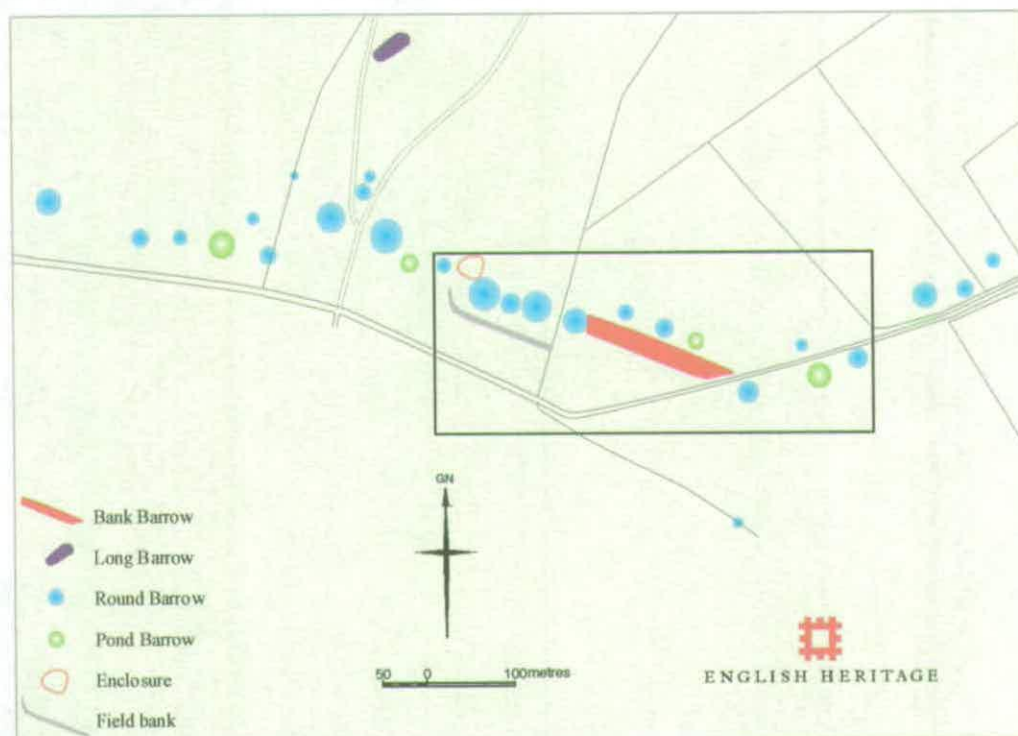 Bank Barrow
Long Barrow
Round Barrow
Pond Barrow
Enclosure
Field bank
GN
50 0 100metres
ENGLISH HERITAGE